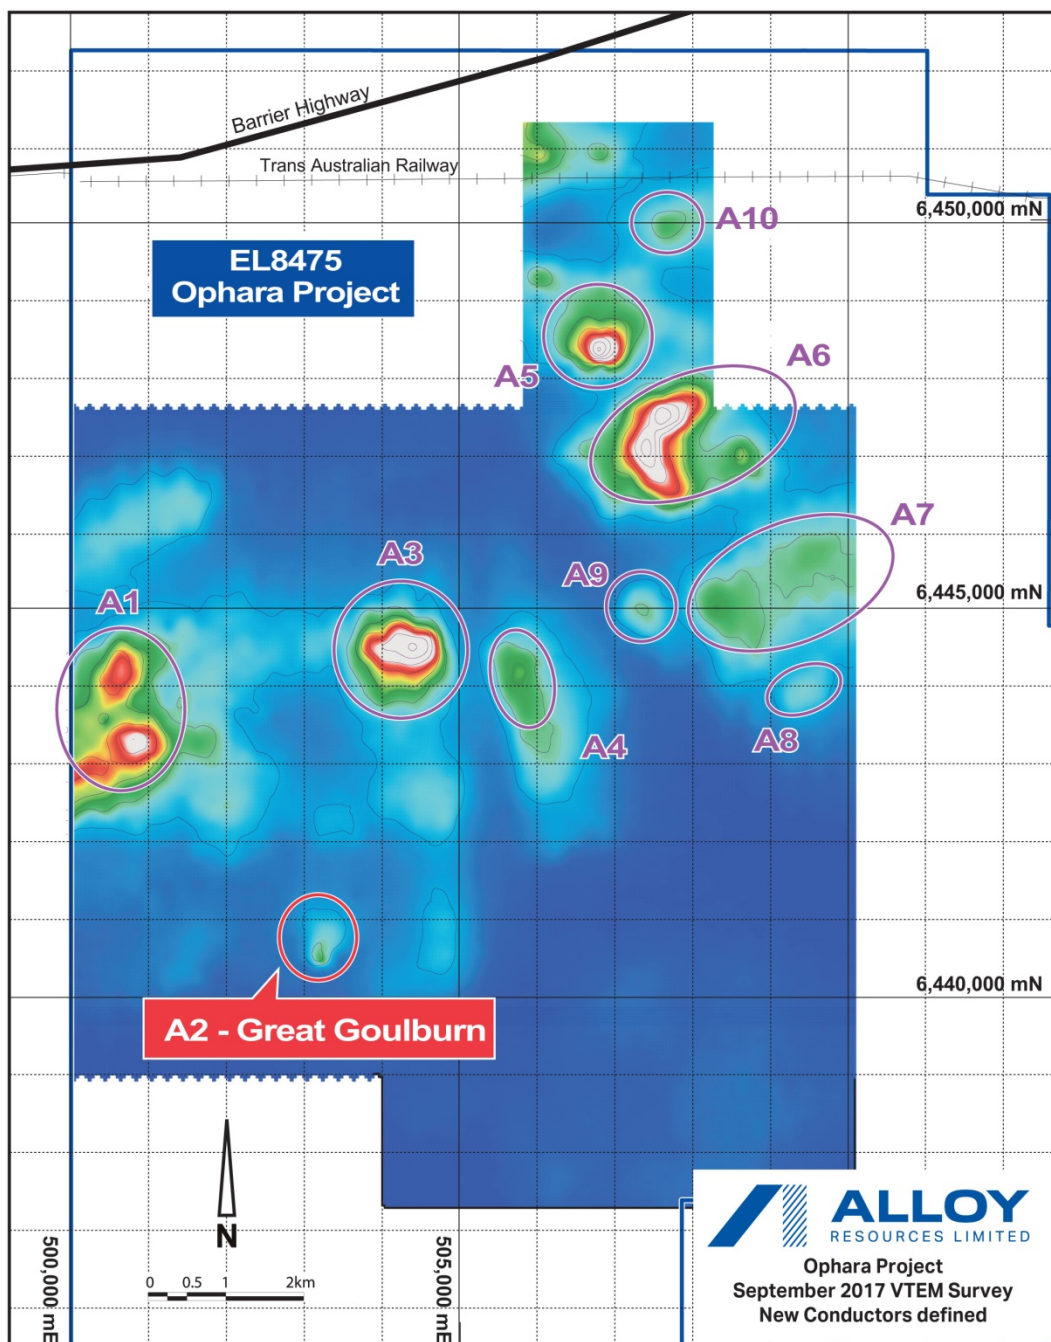 Barrier Highway
Trans Australian Railway
6,450,000 mN
A10
EL8475
Ophara Project
A5
A6
A7
A3
A9
6,445,000 mN
A1
A4
A8
6,440,000 mN
A2 - Great Goulburn
N
500,000 mE
505,000 mE
0 0.5 1 2km
ALLOY
RESOURCES LIMITED
Ophara Project
September 2017 VTEM Survey
New Conductors defined